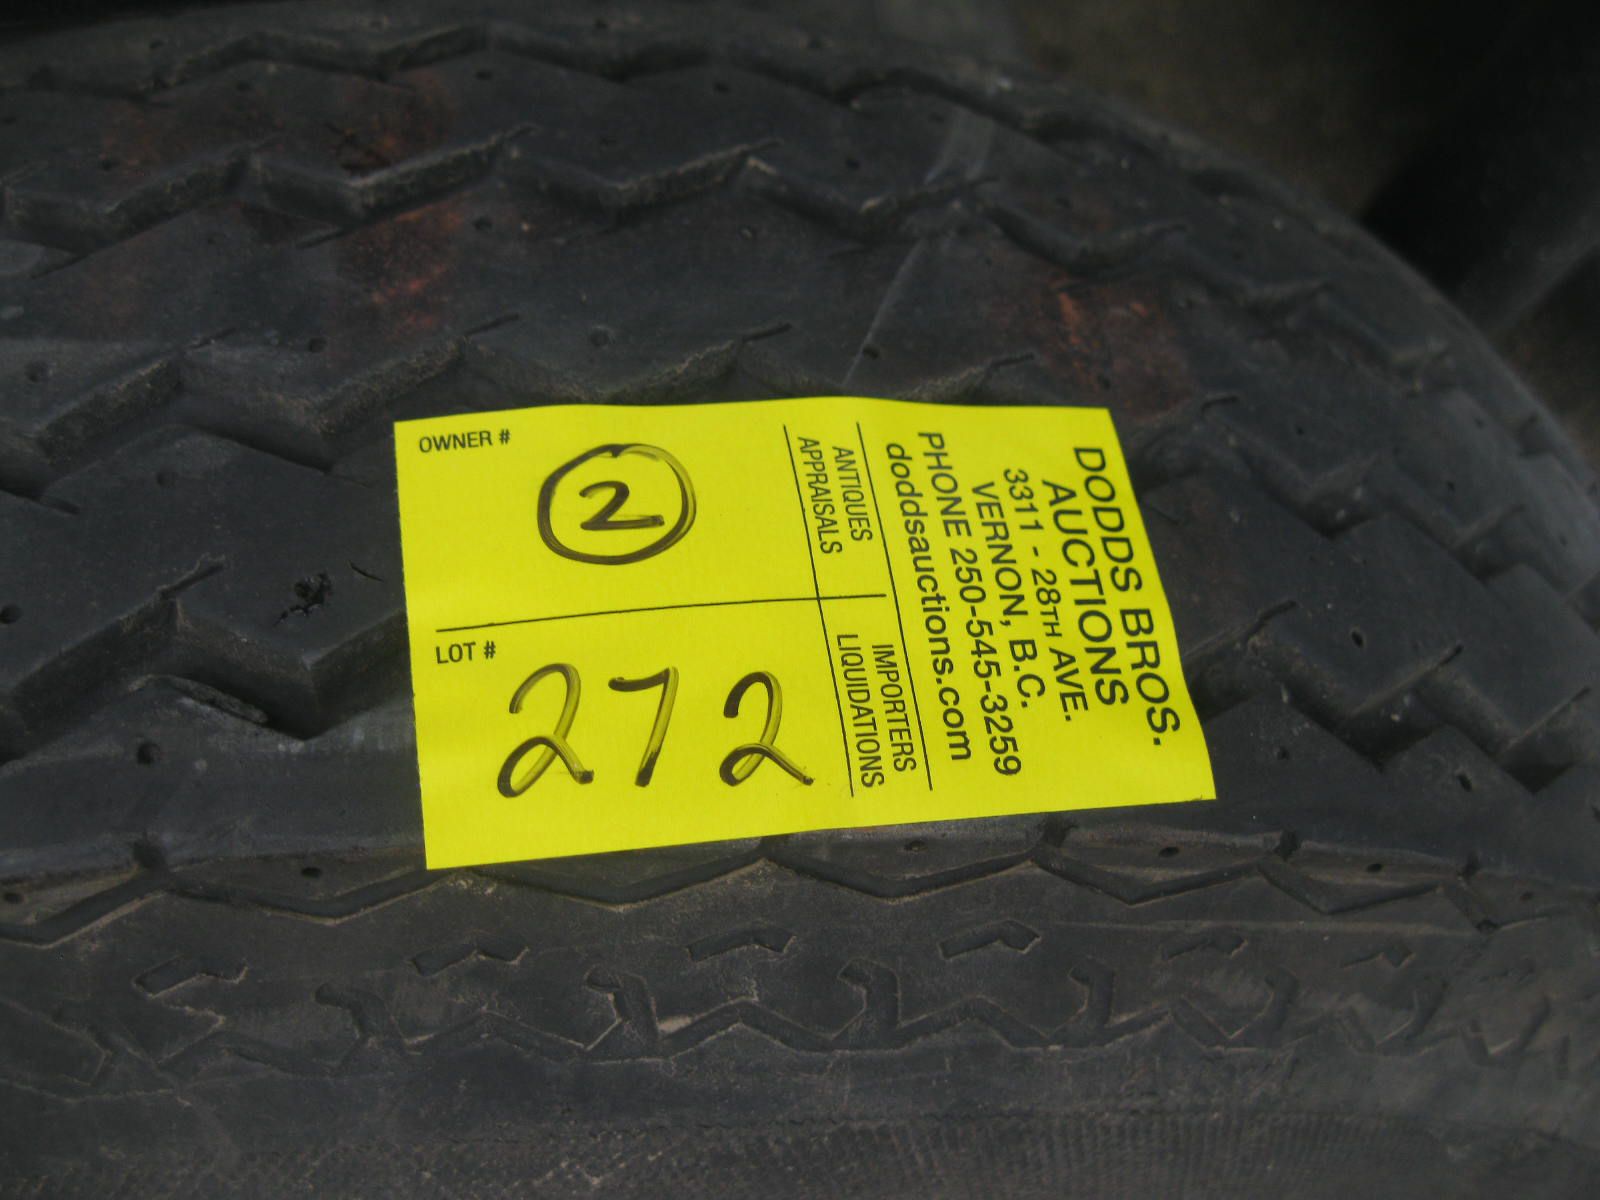 OWNER #
2
LOT #
272
DODDS BROS.
AUCTIONS
3311 - 28TH AVE.
VERNON, B.C.
PHONE 250-545-3259
doddsauctions.com
ANTIQUES
APPRAISALS
IMPORTERS
LIQUIDATIONS